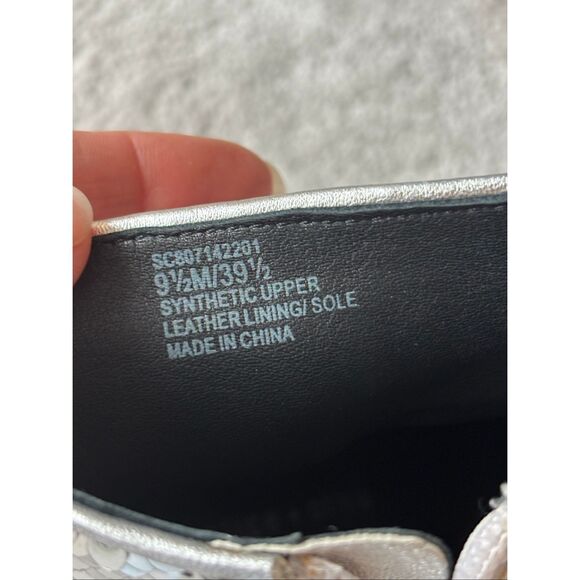 SC807142201
9½M/39½
SYNTHETIC UPPER
LEATHER LINING/ SOLE
MADE IN CHINA